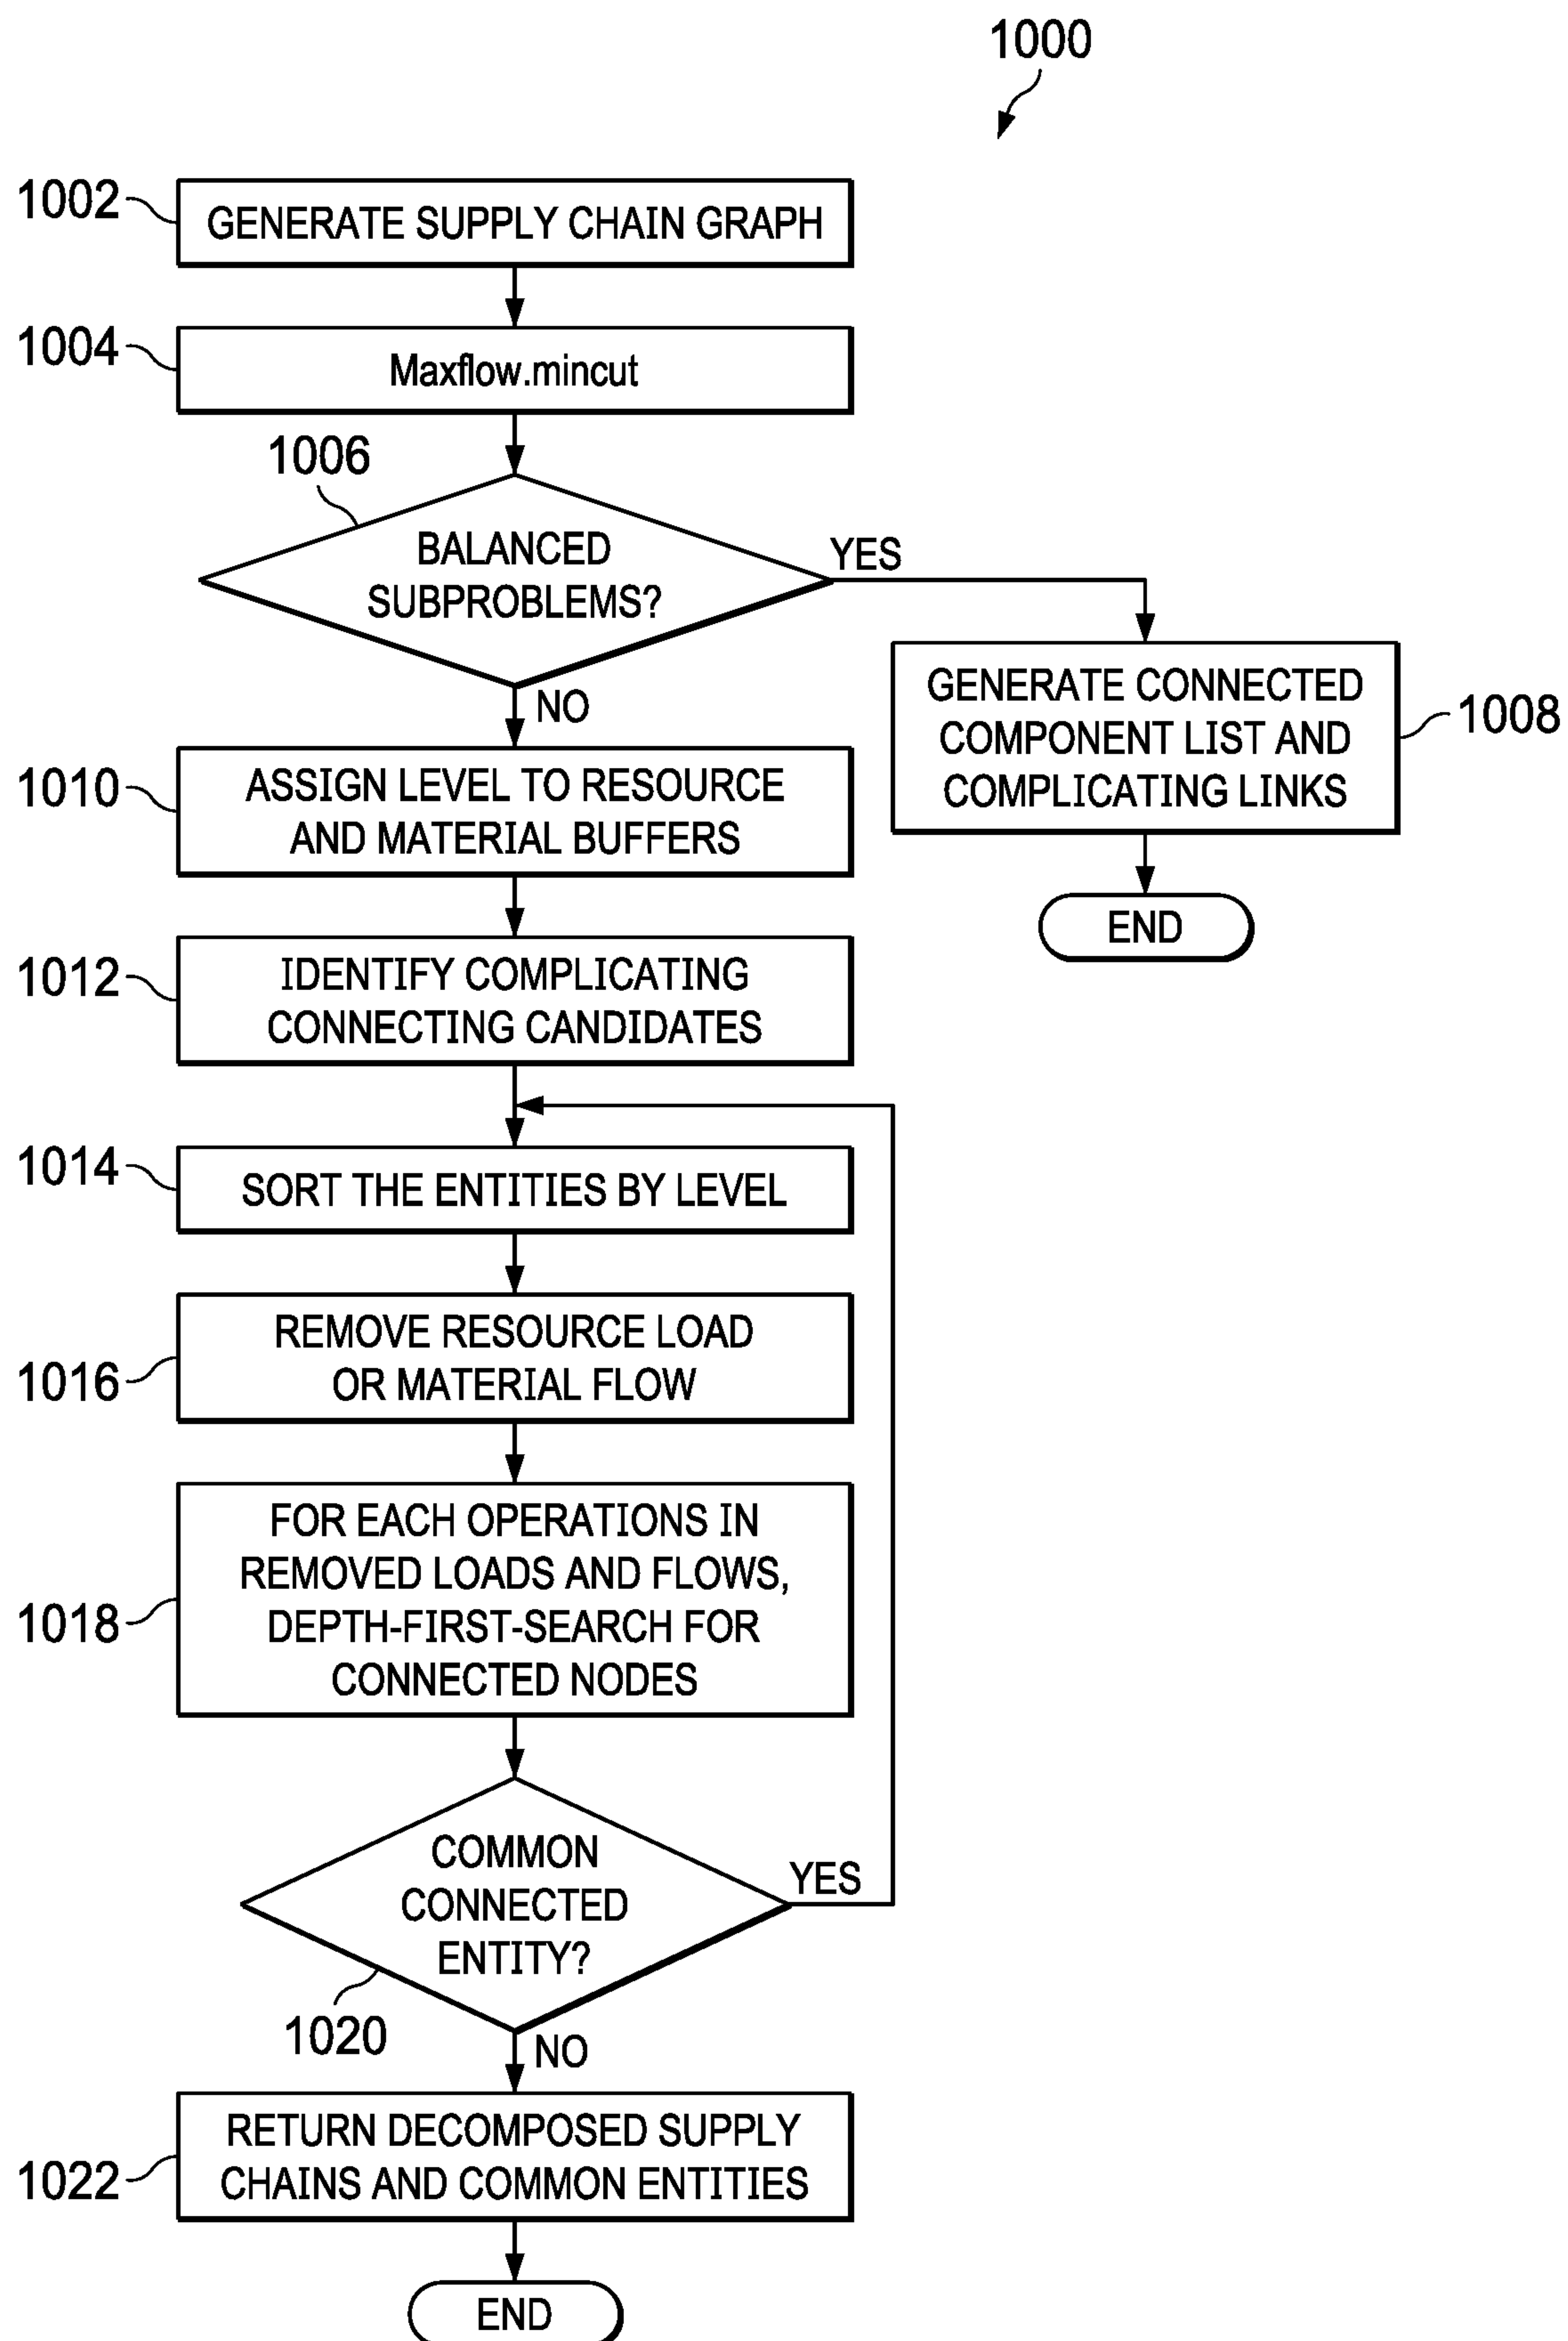 1000
1002
GENERATE SUPPLY CHAIN GRAPH
1004
Maxflow.mincut
1006
BALANCED
SUBPROBLEMS?
YES
NO
GENERATE CONNECTED
COMPONENT LIST AND
COMPLICATING LINKS
1008
END
1010
ASSIGN LEVEL TO RESOURCE
AND MATERIAL BUFFERS
1012
IDENTIFY COMPLICATING
CONNECTING CANDIDATES
1014
SORT THE ENTITIES BY LEVEL
1016
REMOVE RESOURCE LOAD
OR MATERIAL FLOW
1018
FOR EACH OPERATIONS IN
REMOVED LOADS AND FLOWS,
DEPTH-FIRST-SEARCH FOR
CONNECTED NODES
COMMON
CONNECTED
ENTITY?
YES
1020
NO
1022
RETURN DECOMPOSED SUPPLY
CHAINS AND COMMON ENTITIES
END